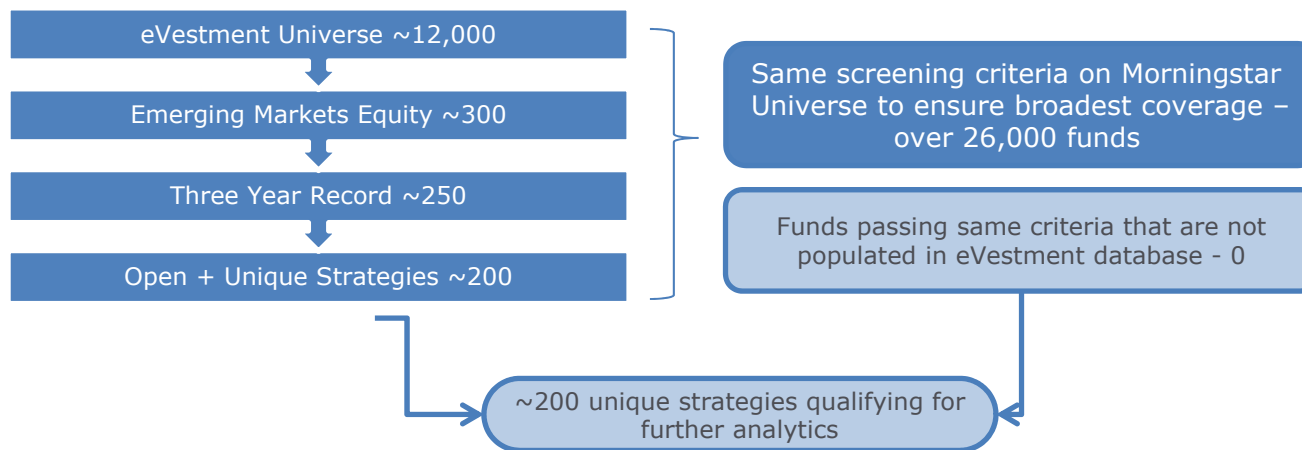 eVestment Universe ~12,000
Emerging Markets Equity ~300
Three Year Record ~250
Open + Unique Strategies ~200
Same screening criteria on Morningstar
Universe to ensure broadest coverage –
over 26,000 funds
Funds passing same criteria that are not
populated in eVestment database - 0
~200 unique strategies qualifying for
further analytics